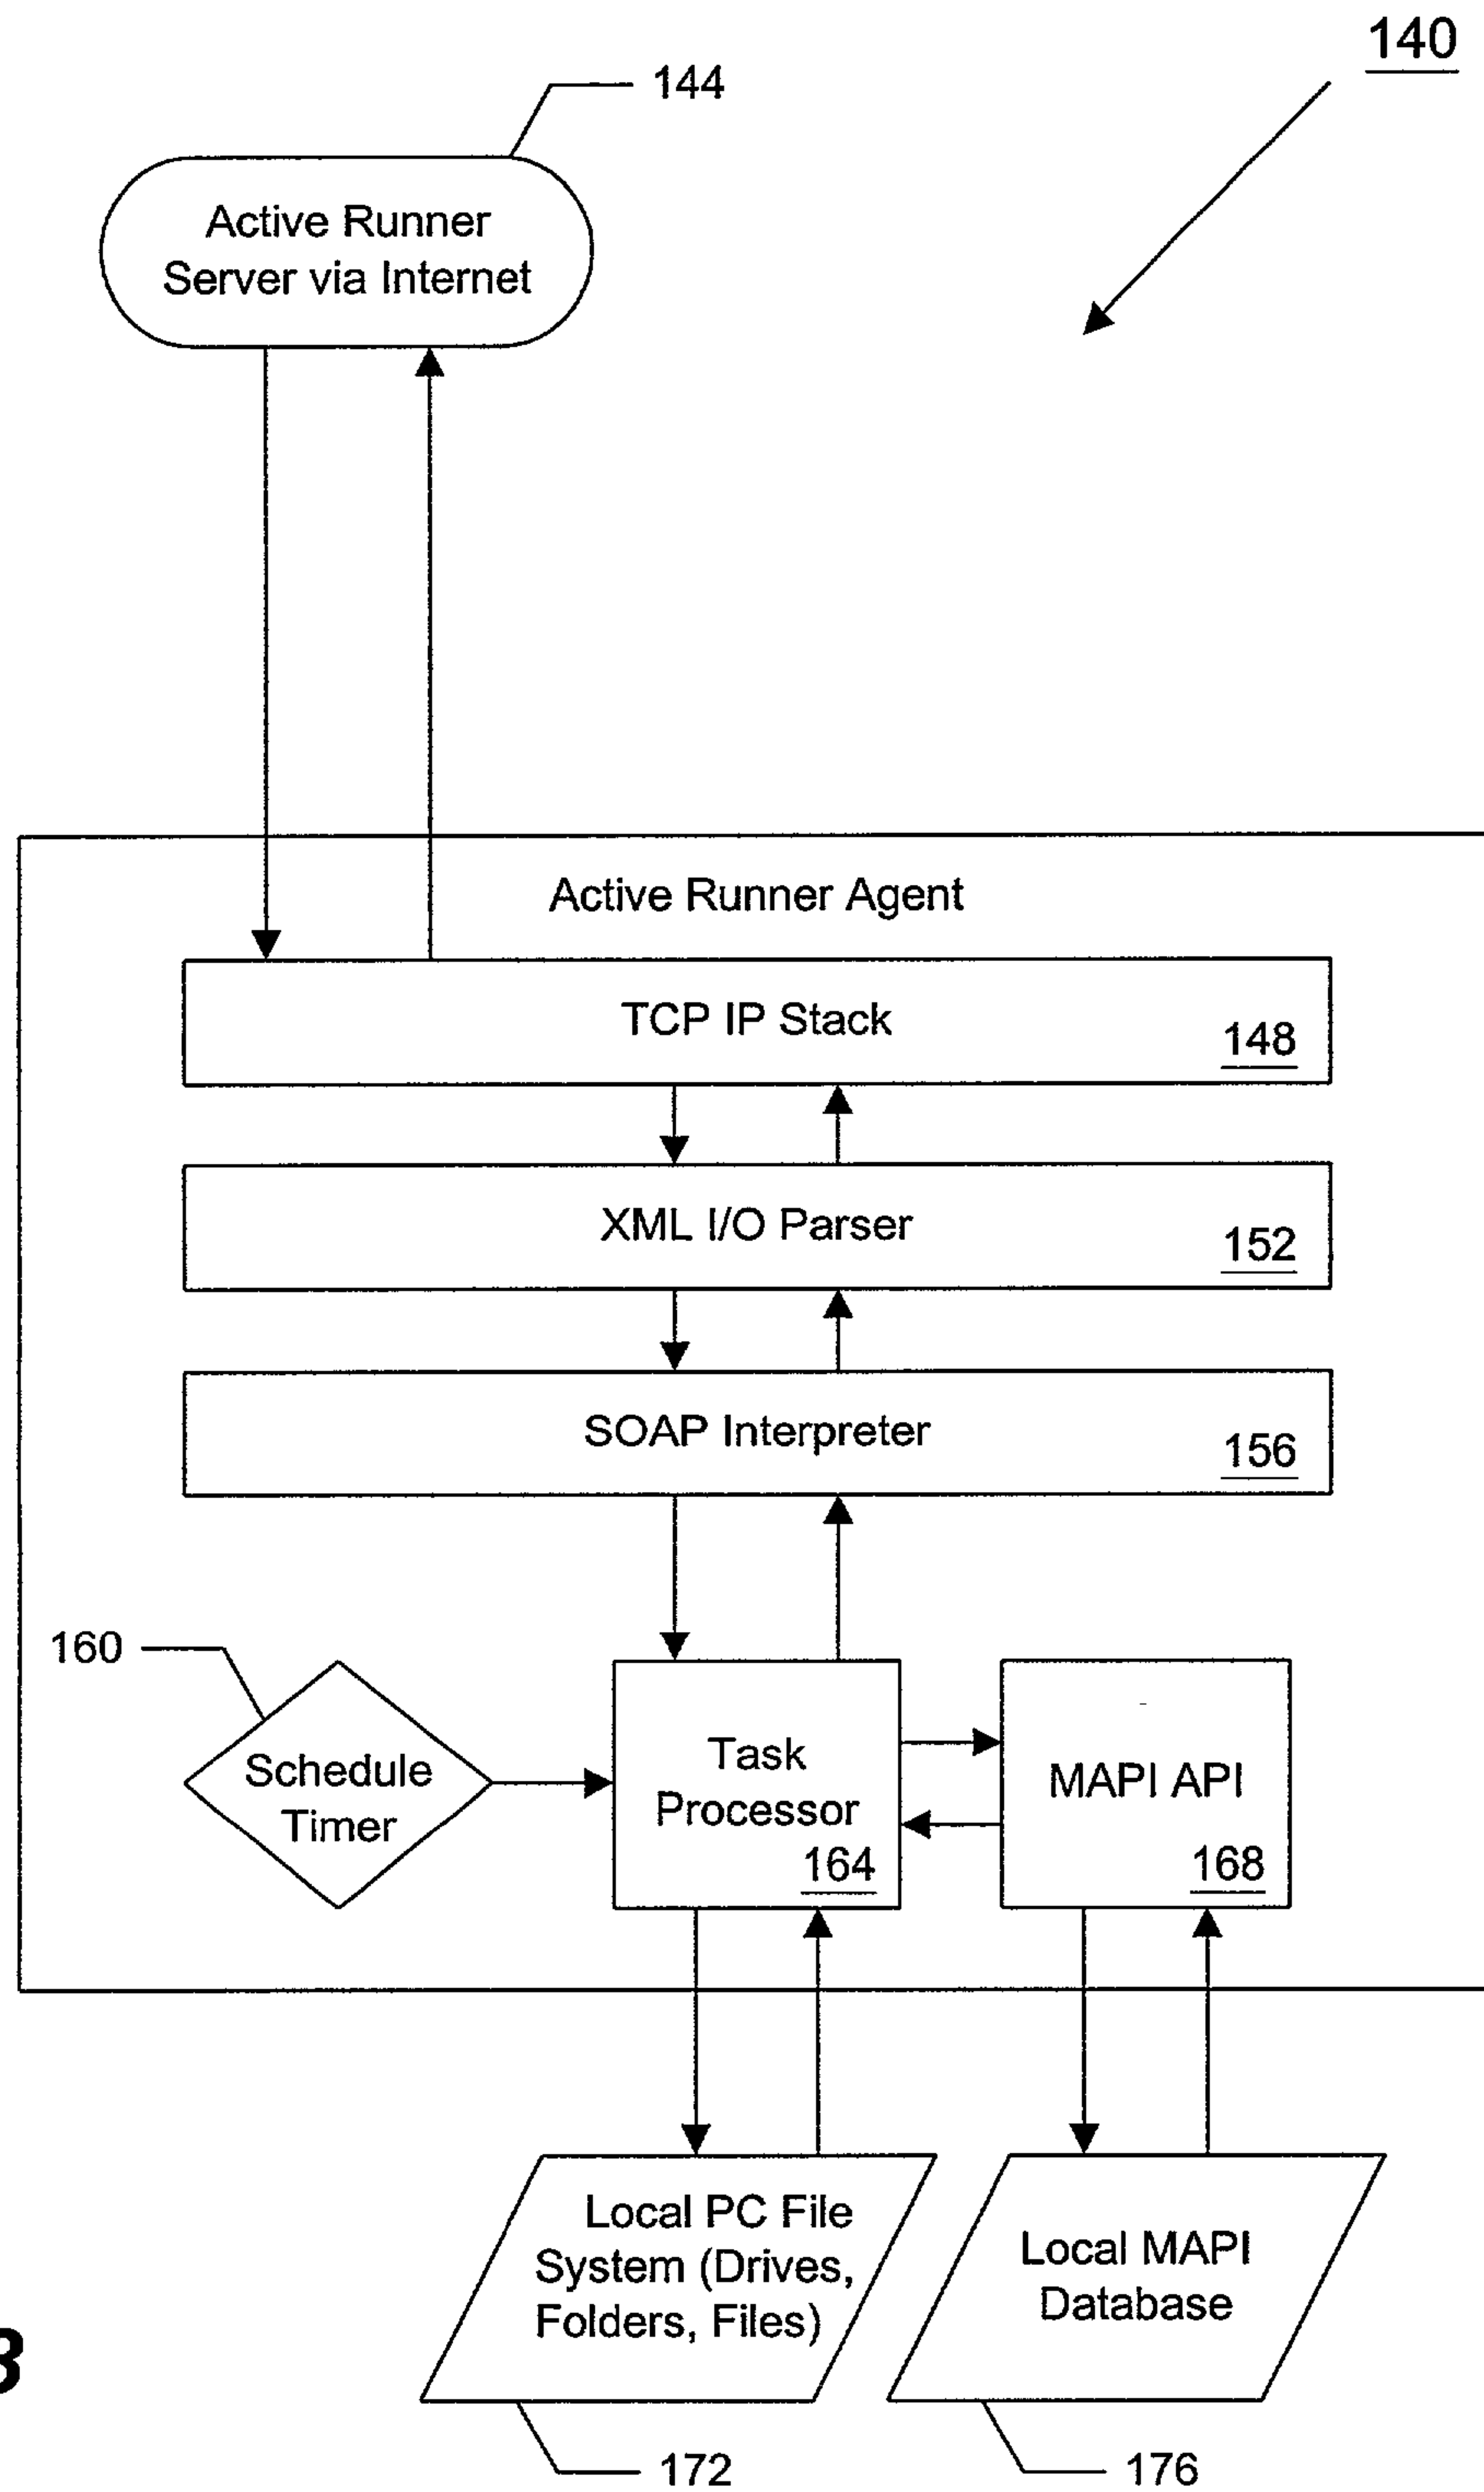 140
144
Active Runner
Server via Internet
Active Runner Agent
TCP IP Stack
148
XML I/O Parser
152
SOAP Interpreter
156
160
Schedule
Timer
Task
Processor
164
MAPI API
168
Local PC File
System (Drives,
Folders, Files)
Local MAPI
Database
172
176